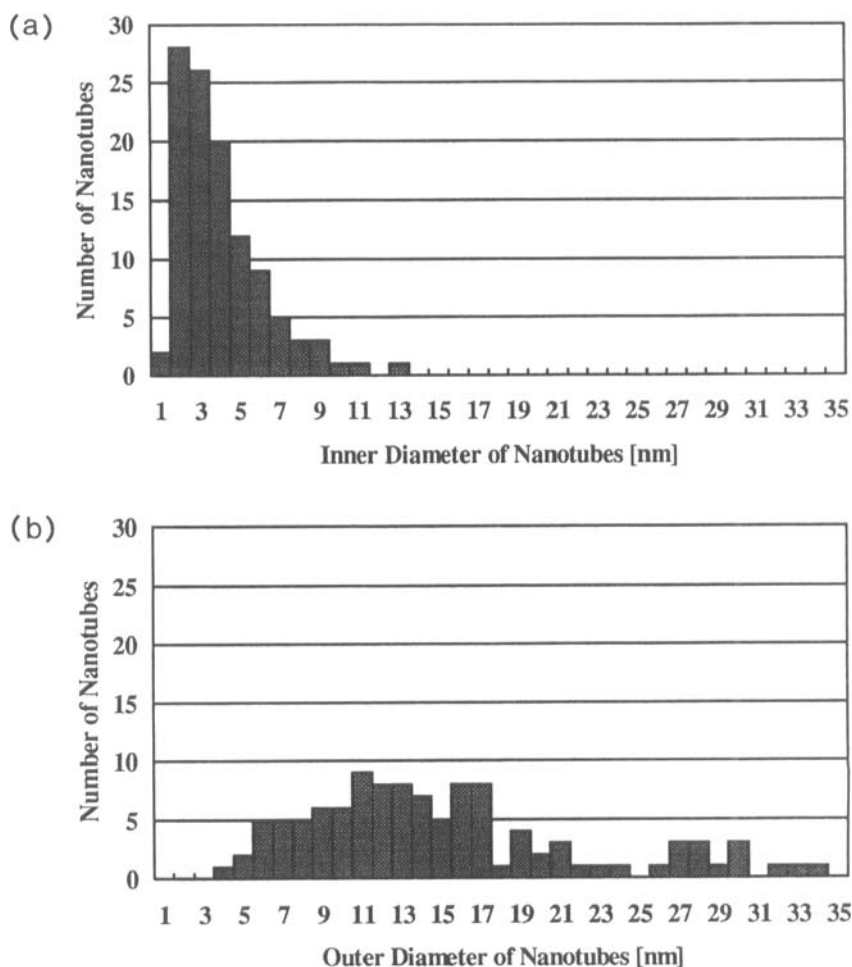 (a)
Number of Nanotubes
30
25
20
15
10
5
0
1 3 5 7 9 11 13 15 17 19 21 23 25 27 29 31 33 35
Inner Diameter of Nanotubes [nm]
(b)
Number of Nanotubes
30
25
20
15
10
5
0
1 3 5 7 9 11 13 15 17 19 21 23 25 27 29 31 33 35
Outer Diameter of Nanotubes [nm]